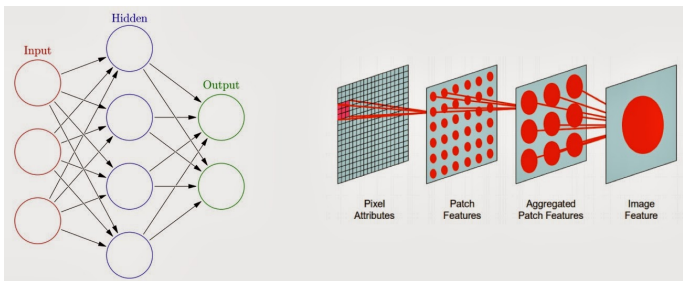 Hidden
Input
Output
Pixel
Attributes
Patch
Features
Aggregated
Patch Features
Image
Feature